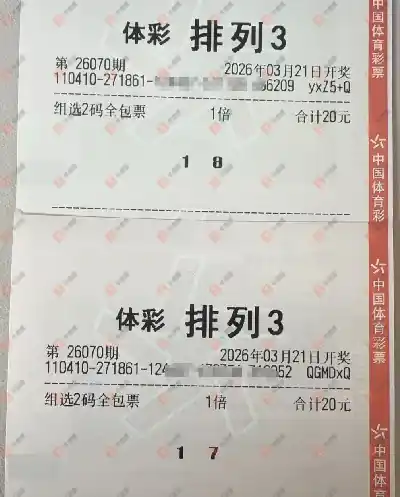 体彩 排列3
第 26070期 2026年03月21日开奖
110410-271861- 6209 yxZ5+Q
组选2码全包票 1倍 合计20元
1 8
体彩 排列3
第 26070期 2026年03月21日开奖
110410-271861-124 052 QGMDxQ
组选2码全包票 1倍 合计20元
1 7
中国体育彩票
中国体育彩
中国体育彩票
中国体